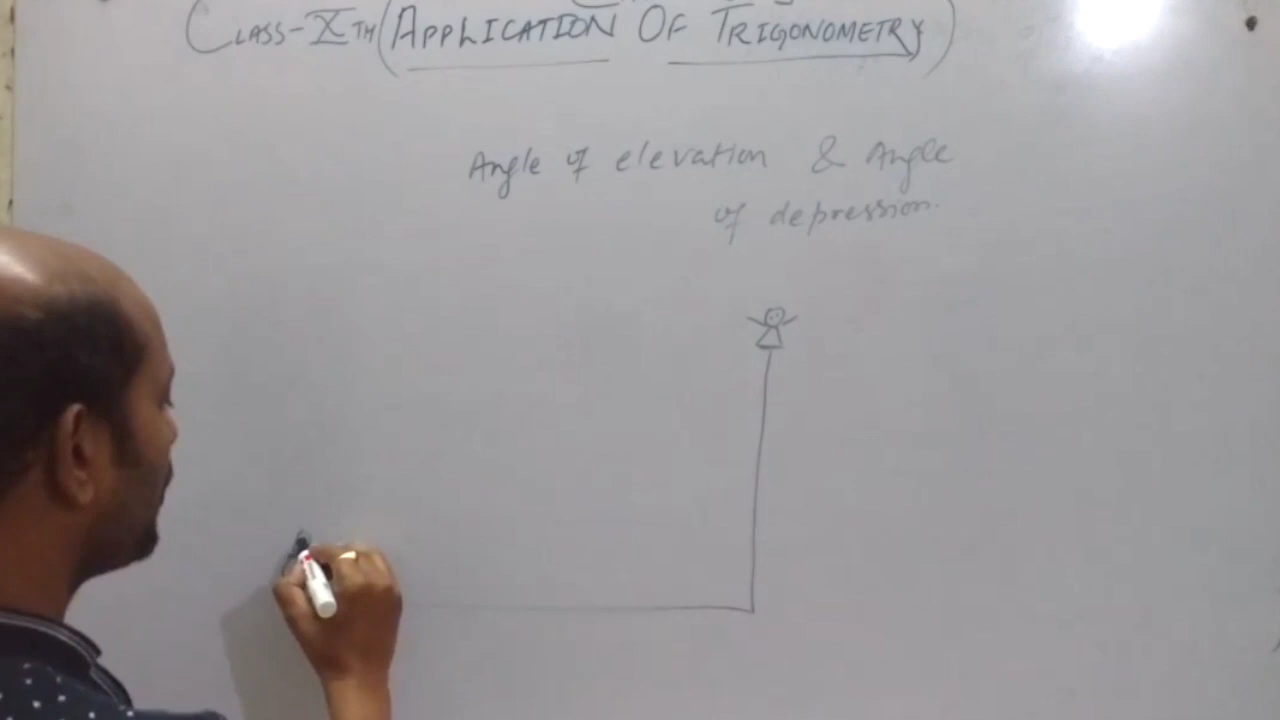 CLASS-XTH (APPLICATION OF TRIGONOMETRY)
Angle of elevation & Angle
of depression.